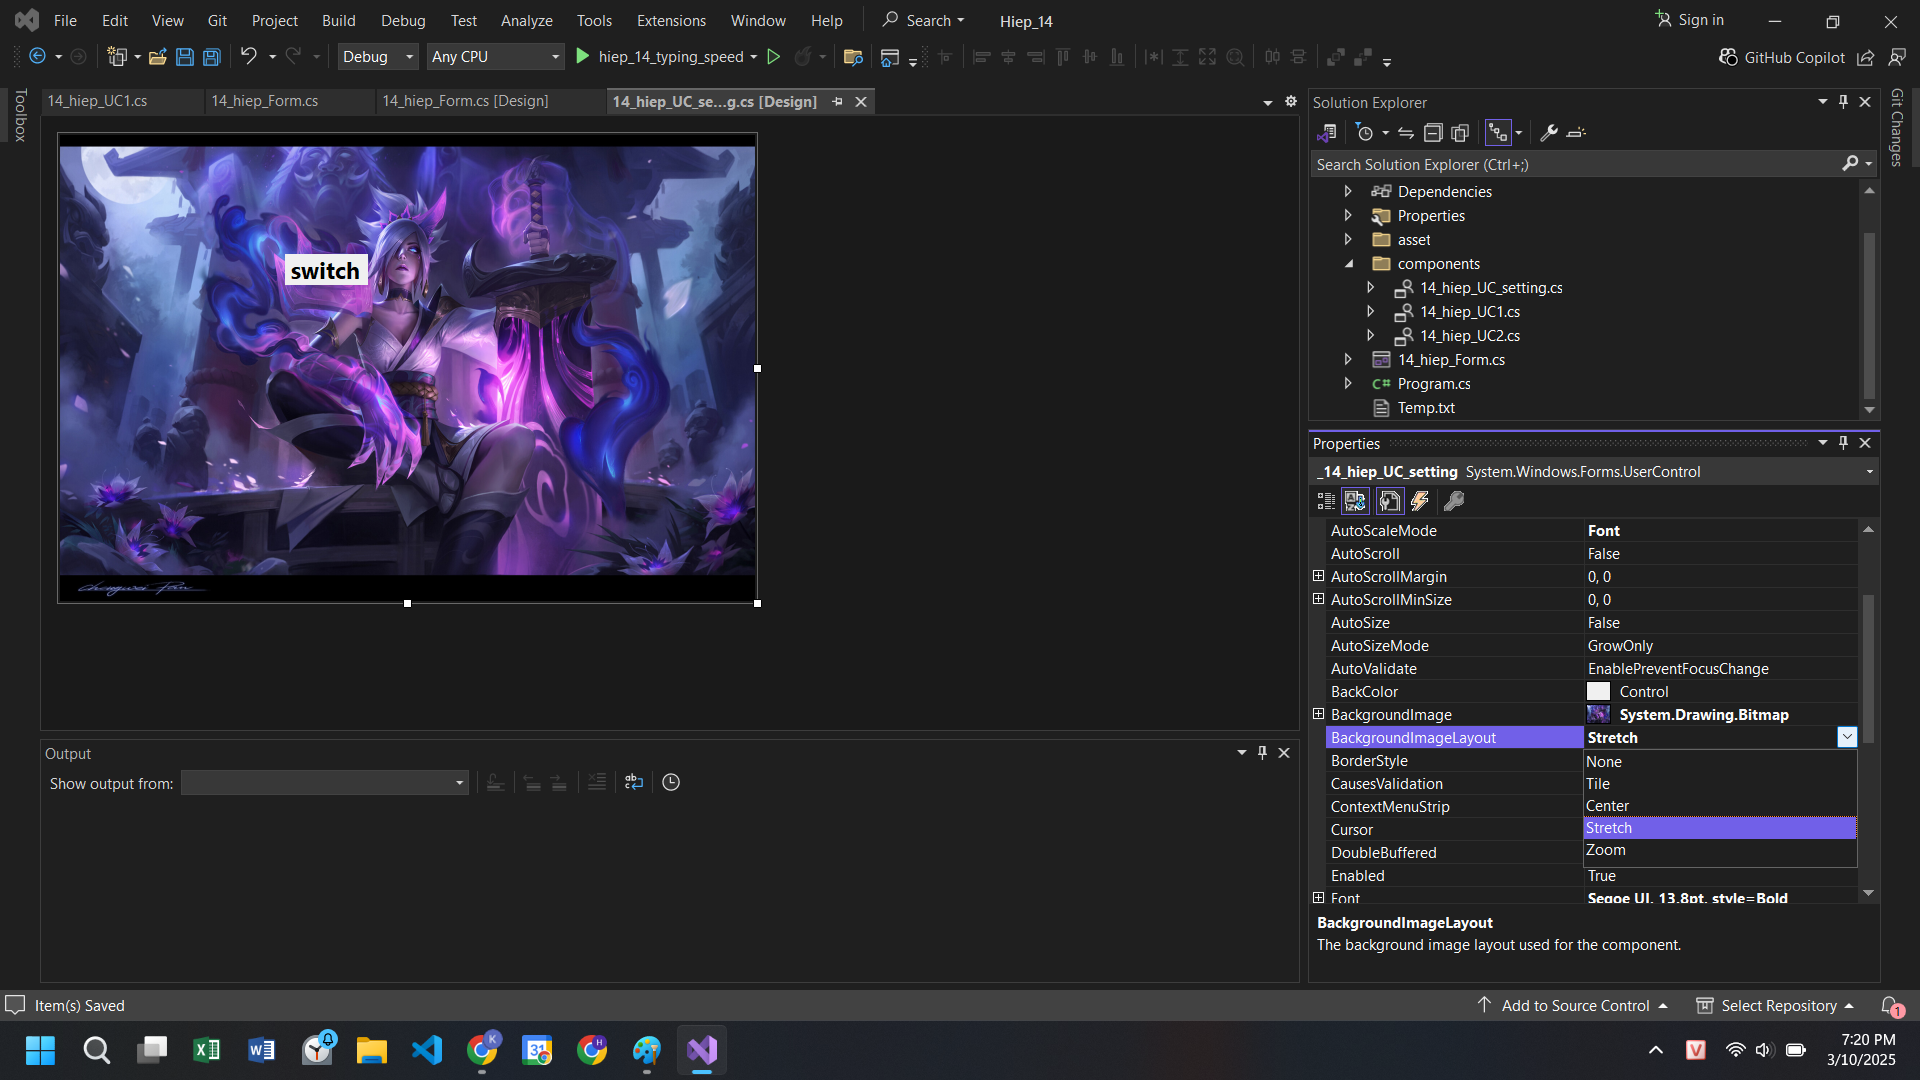 File Edit View Git Project Build Debug Test Analyze Tools Extensions Window Help Search Hiep_14 Sign in
Debug Any CPU hiep_14_typing_speed GitHub Copilot
Toolbox
14_hiep_UC1.cs 14_hiep_Form.cs 14_hiep_Form.cs [Design] 14_hiep_UC_se...g.cs [Design]
switch
Output
Show output from:
Solution Explorer
Search Solution Explorer (Ctrl+;)
Dependencies
Properties
asset
components
14_hiep_UC_setting.cs
14_hiep_UC1.cs
14_hiep_UC2.cs
14_hiep_Form.cs
C# Program.cs
Temp.txt
Git Changes
Properties
_14_hiep_UC_setting System.Windows.Forms.UserControl
AutoScaleMode Font
AutoScroll False
AutoScrollMargin 0, 0
AutoScrollMinSize 0, 0
AutoSize False
AutoSizeMode GrowOnly
AutoValidate EnablePreventFocusChange
BackColor Control
BackgroundImage System.Drawing.Bitmap
BackgroundImageLayout Stretch
BorderStyle None
CausesValidation Tile
ContextMenuStrip Center
Cursor Stretch
DoubleBuffered Zoom
Enabled True
Font Segoe UI, 13.8pt, style=Bold
BackgroundImageLayout
The background image layout used for the component.
Item(s) Saved Add to Source Control Select Repository 1
7:20 PM
3/10/2025